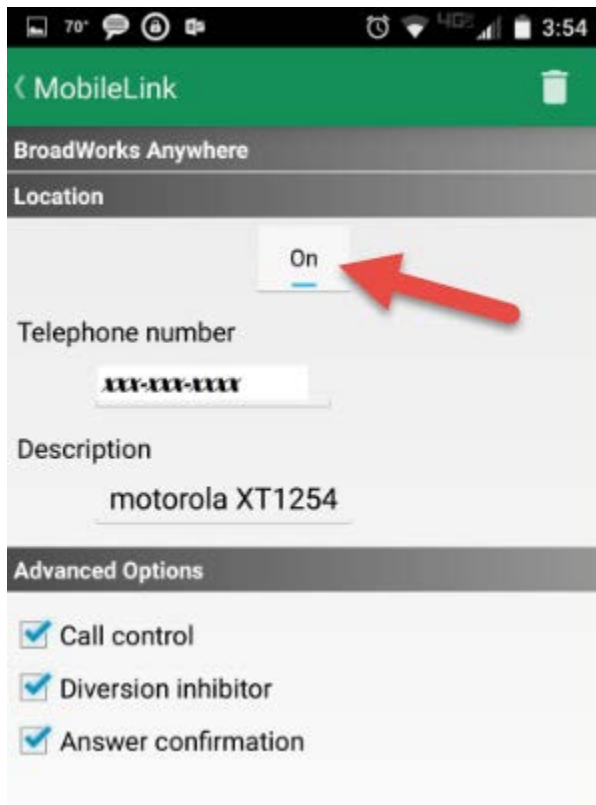 70° 4G 3:54
MobileLink
BroadWorks Anywhere
Location
On
Telephone number
xxx-xxx-xxxx
Description
motorola XT1254
Advanced Options
Call control
Diversion inhibitor
Answer confirmation